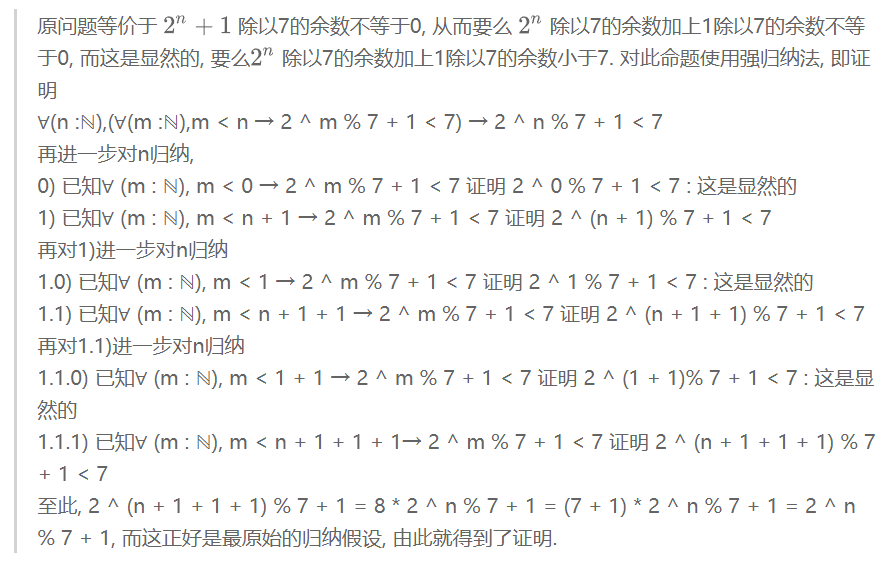 原问题等价于 2ⁿ + 1 除以7的余数不等于0, 从而要么 2ⁿ 除以7的余数加上1除以7的余数不等
于0, 而这是显然的, 要么2ⁿ 除以7的余数加上1除以7的余数小于7. 对此命题使用强归纳法, 即证
明
∀(n :ℕ),(∀(m :ℕ),m < n → 2 ^ m % 7 + 1 < 7) → 2 ^ n % 7 + 1 < 7
再进一步对n归纳,
0) 已知∀ (m : ℕ), m < 0 → 2 ^ m % 7 + 1 < 7 证明 2 ^ 0 % 7 + 1 < 7 : 这是显然的
1) 已知∀ (m : ℕ), m < n + 1 → 2 ^ m % 7 + 1 < 7 证明 2 ^ (n + 1) % 7 + 1 < 7
再对1)进一步对n归纳
1.0) 已知∀ (m : ℕ), m < 1 → 2 ^ m % 7 + 1 < 7 证明 2 ^ 1 % 7 + 1 < 7 : 这是显然的
1.1) 已知∀ (m : ℕ), m < n + 1 + 1 → 2 ^ m % 7 + 1 < 7 证明 2 ^ (n + 1 + 1) % 7 + 1 < 7
再对1.1)进一步对n归纳
1.1.0) 已知∀ (m : ℕ), m < 1 + 1 → 2 ^ m % 7 + 1 < 7 证明 2 ^ (1 + 1)% 7 + 1 < 7 : 这是显
然的
1.1.1) 已知∀ (m : ℕ), m < n + 1 + 1 + 1→ 2 ^ m % 7 + 1 < 7 证明 2 ^ (n + 1 + 1 + 1) % 7
+ 1 < 7
至此, 2 ^ (n + 1 + 1 + 1) % 7 + 1 = 8 * 2 ^ n % 7 + 1 = (7 + 1) * 2 ^ n % 7 + 1 = 2 ^ n
% 7 + 1, 而这正好是最原始的归纳假设, 由此就得到了证明.